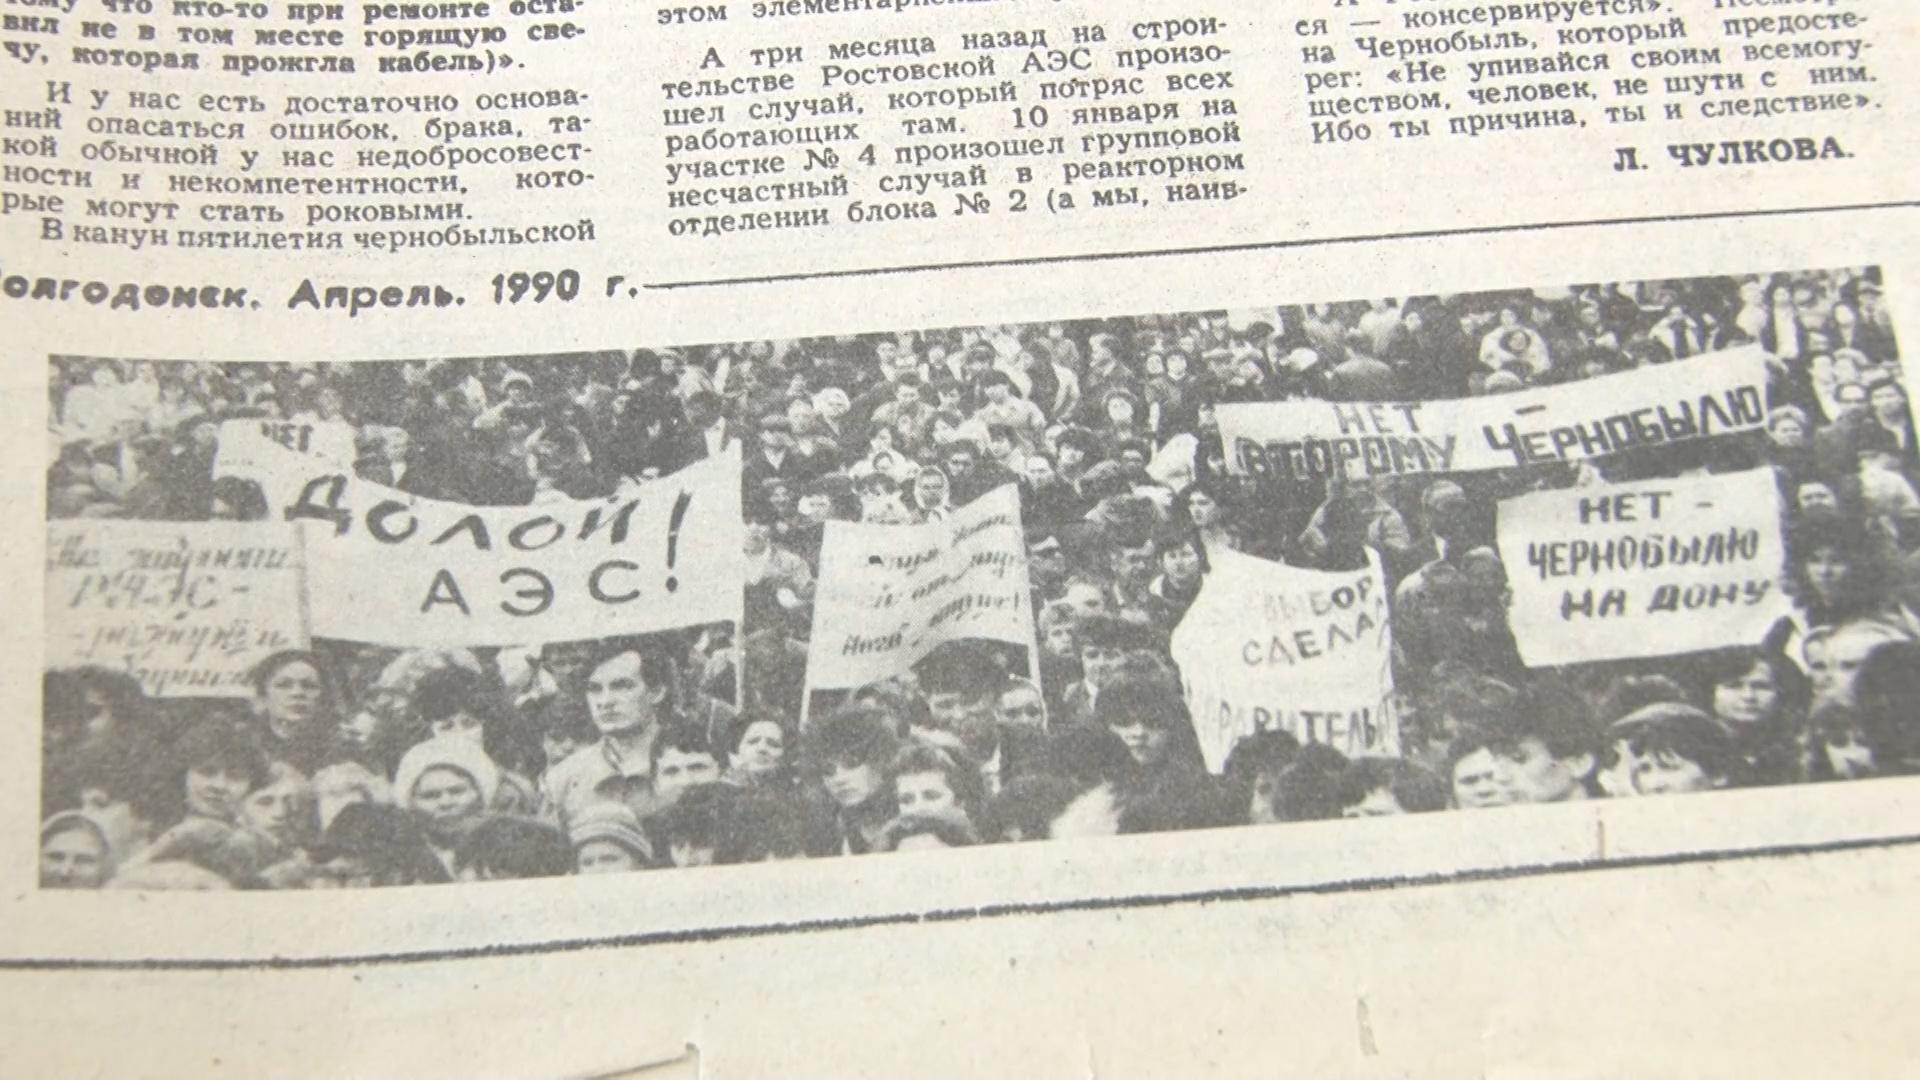 что кто-то при ремонте оста-
вил не в том месте горящую све-
чу, которая прожгла кабель)».
И у нас есть достаточно основа-
ний опасаться ошибок, брака, та-
кой обычной у нас недобросовест-
ности и некомпетентности, кото-
рые могут стать роковыми.
В канун пятилетия чернобыльской
этом
А три месяца назад на строи-
тельстве Ростовской АЭС произо-
шел случай, который потряс всех
работающих там. 10 января на
участке № 4 произошел групповой
несчастный случай в реакторном
отделении блока № 2 (а мы, наив-
ся — консервируется».
на Чернобыль, который предосте-
рег: «Не упивайся своим всемогу-
ществом, человек, не шути с ним.
Ибо ты причина, ты и следствие».
Л. ЧУЛКОВА.
олгодонск. Апрель. 1990 г.
НЕТ
ДОЛОЙ!
АЭС!
РАЭС-
НЕТ
ВТОРОМУ ЧЕРНОБЫЛЮ
НЕТ -
ЧЕРНОБЫЛЮ
НА ДОНУ
ВЫБОР
СДЕЛА